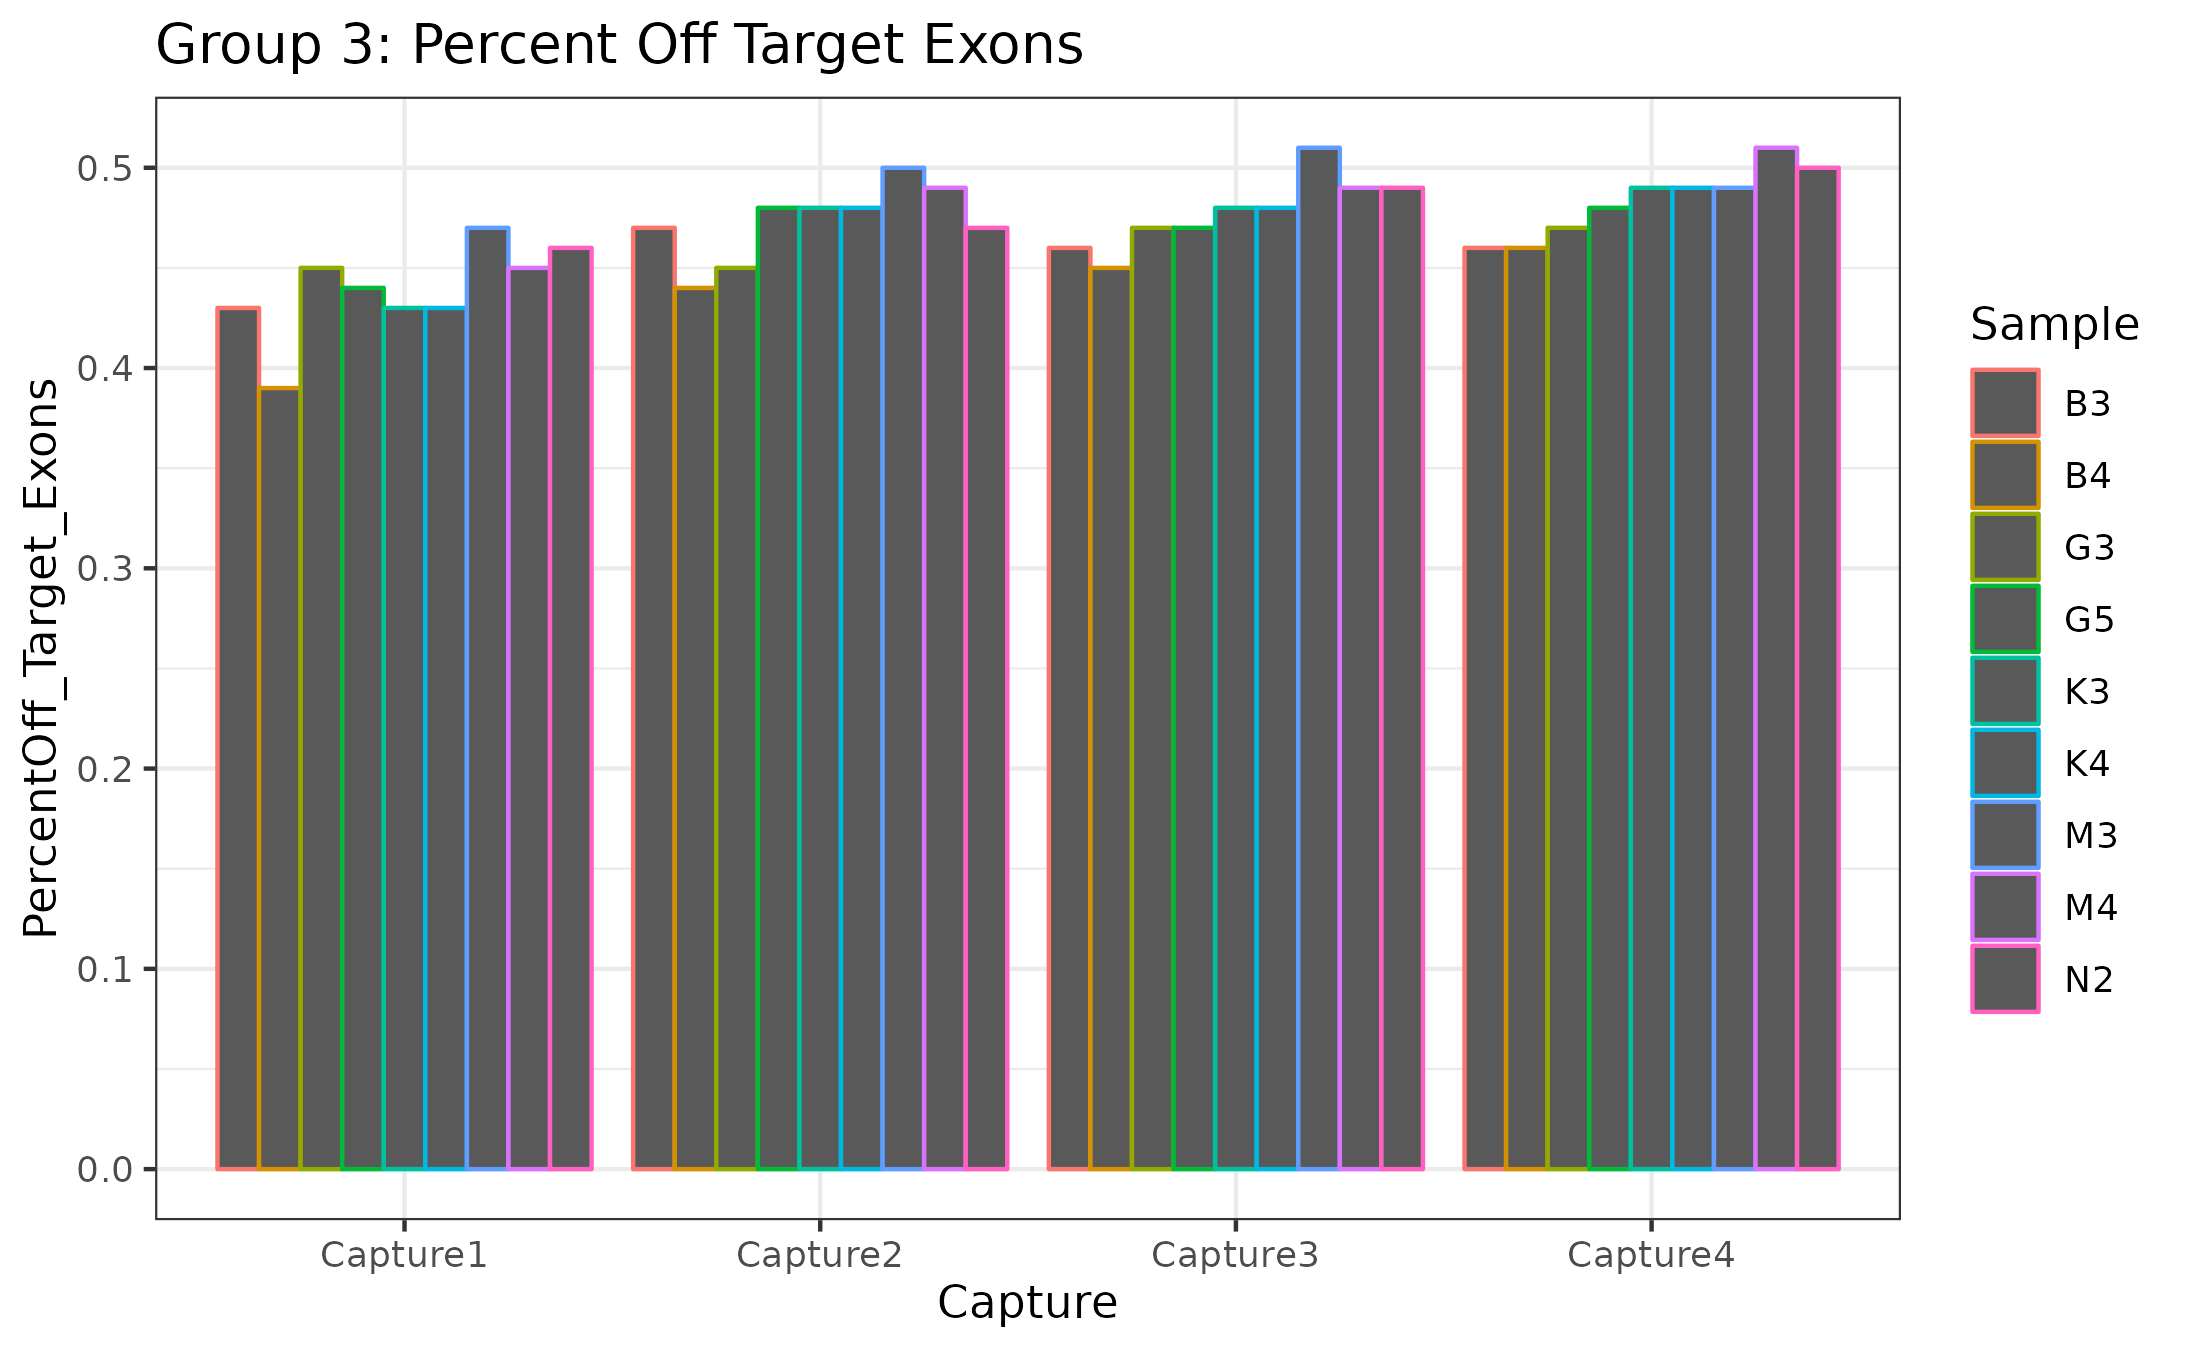 Group 3: Percent Off Target Exons
PercentOff_Target_Exons
0.5
0.4
0.3
0.2
0.1
0.0
Capture1
Capture2
Capture3
Capture4
Capture
Sample
B3
B4
G3
G5
K3
K4
M3
M4
N2